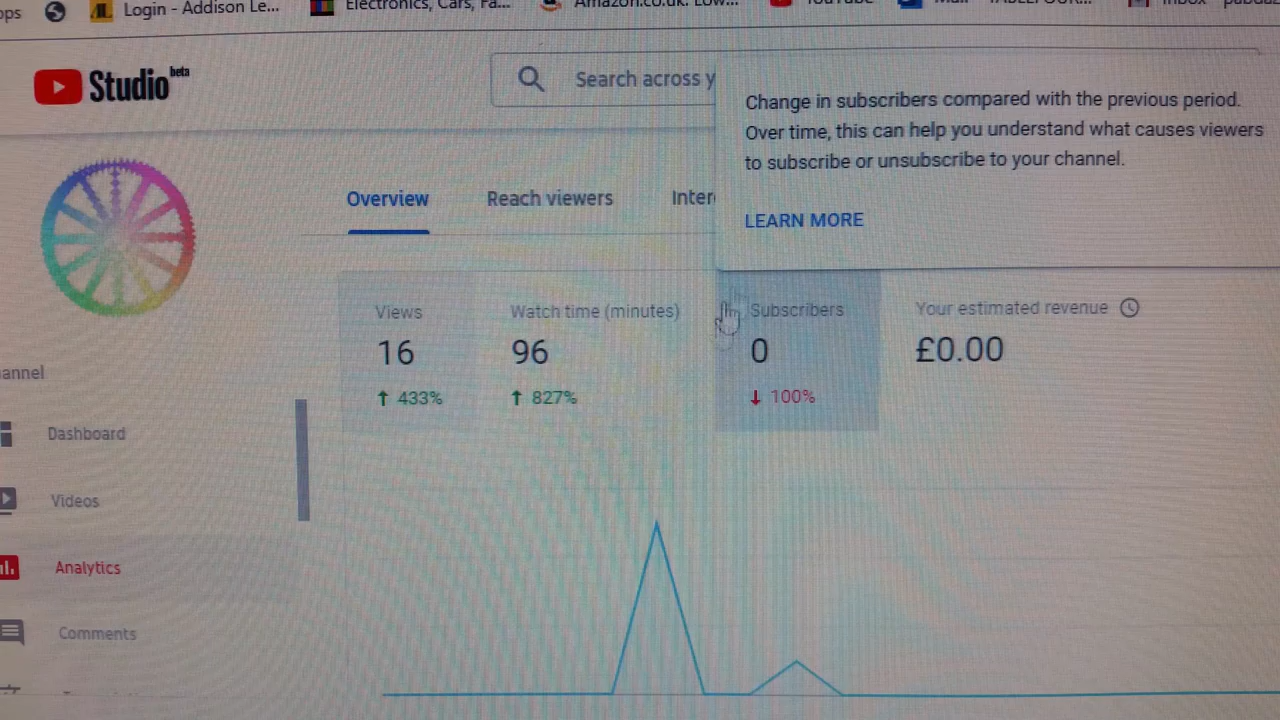 Login - Addison Le...
Electronics, Cars, Fa...
Amazon.co.uk: Low...
YouTube
Studio beta
Search across y
Change in subscribers compared with the previous period.
Over time, this can help you understand what causes viewers
to subscribe or unsubscribe to your channel.
LEARN MORE
Overview
Reach viewers
Inter
Views
Watch time (minutes)
Subscribers
Your estimated revenue
16
96
0
£0.00
433%
827%
100%
annel
Dashboard
Videos
Analytics
Comments